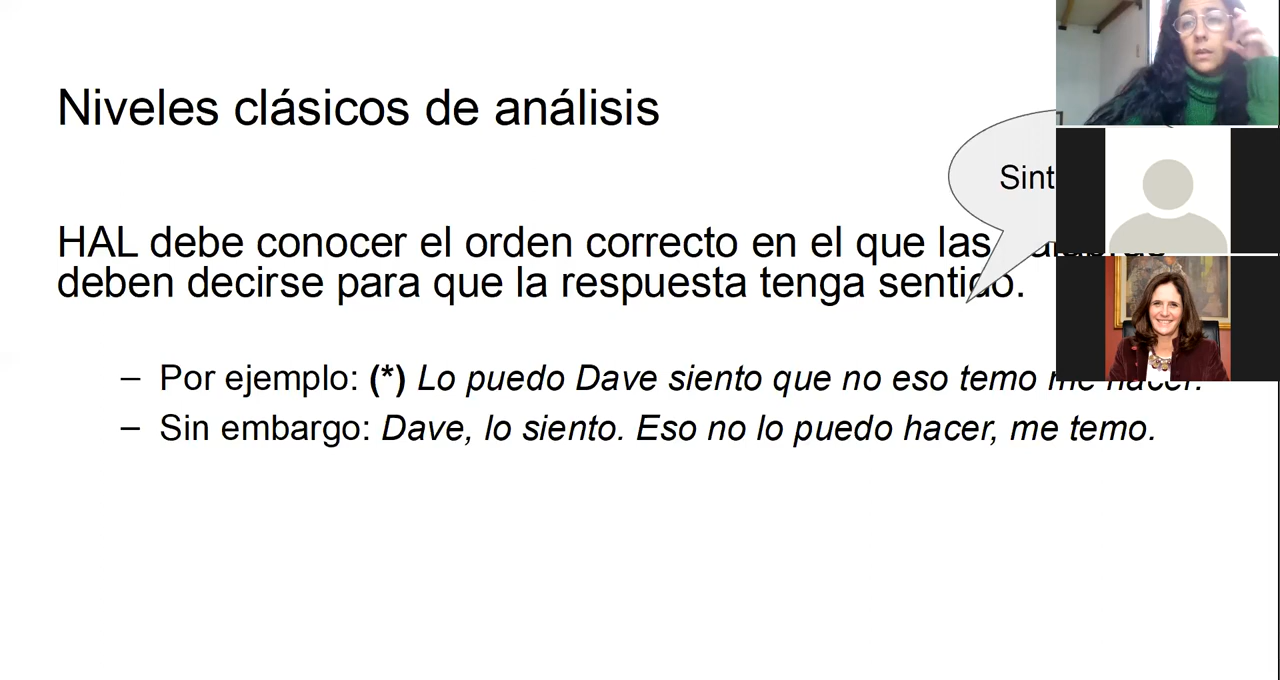 Niveles clásicos de análisis
Sint
HAL debe conocer el orden correcto en el que las
deben decirse para que la respuesta tenga sentido.
– Por ejemplo: (*) Lo puedo Dave siento que no eso temo me hacer.
– Sin embargo: Dave, lo siento. Eso no lo puedo hacer, me temo.